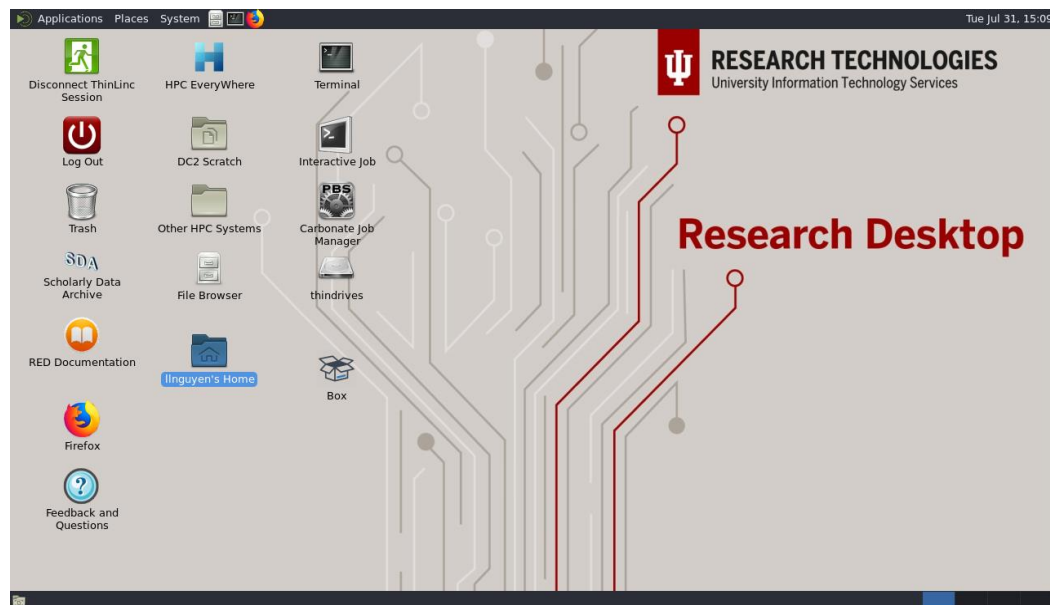 Applications Places System
Tue Jul 31, 15:09
RESEARCH TECHNOLOGIES
University Information Technology Services
Research Desktop
Disconnect ThinLinc
Session
HPC EveryWhere
Terminal
Log Out
DC2 Scratch
Interactive Job
Trash
Other HPC Systems
PBS
Carbonate Job
Manager
SDA
Scholarly Data
Archive
File Browser
thindrives
RED Documentation
llnguyen's Home
Box
Firefox
Feedback and
Questions